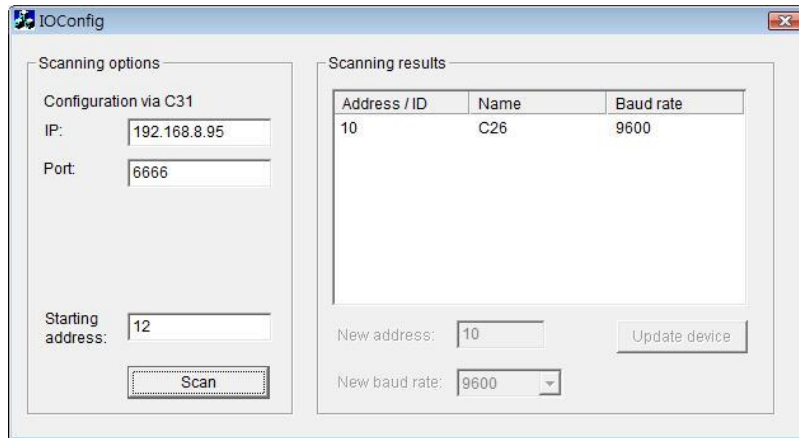 IOConfig
Scanning options
Configuration via C31
IP: 192.168.8.95
Port: 6666
Starting
address: 12
Scan
Scanning results
Address / ID Name Baud rate
10 C26 9600
New address: 10 Update device
New baud rate: 9600